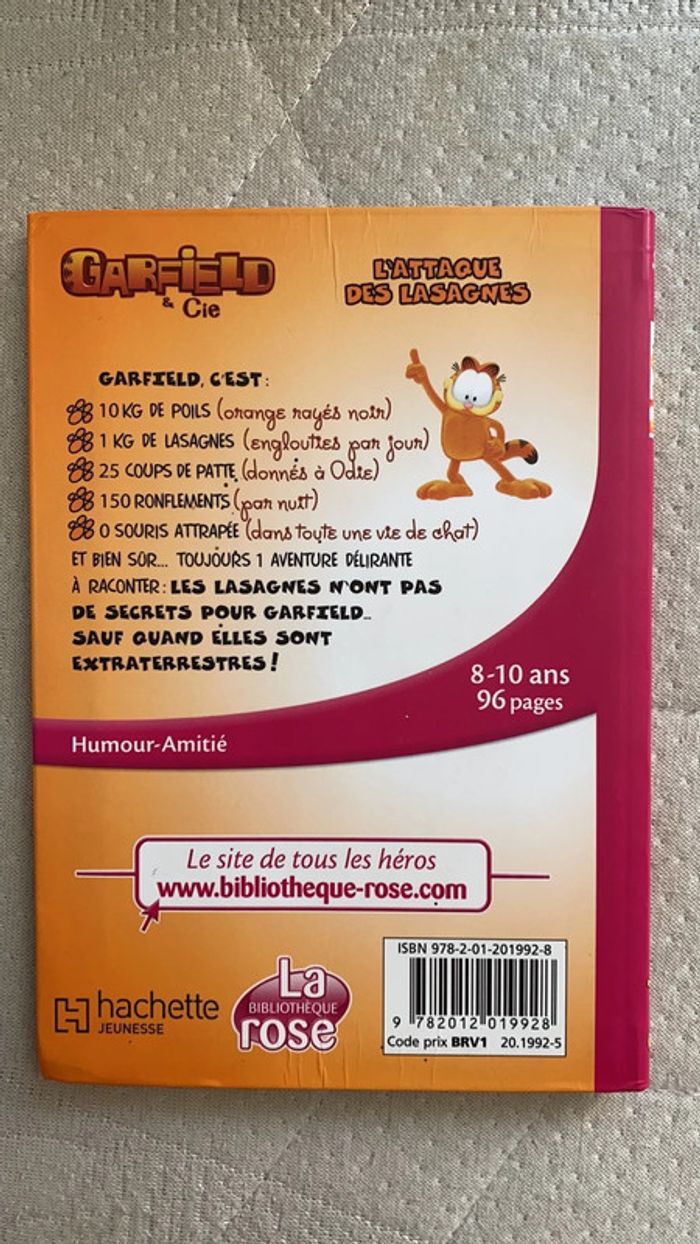 GARFIELD
& Cie
L'ATTAQUE
DES LASAGNES
GARFIELD, C'EST :
10 KG DE POILS (orange rayés noir)
1 KG DE LASAGNES (englouties par jour)
25 COUPS DE PATTE (donnés à Odie)
150 RONFLEMENTS (par nuit)
0 SOURIS ATTRAPÉE (dans toute une vie de chat)
ET BIEN SÛR... TOUJOURS 1 AVENTURE DÉLIRANTE
À RACONTER : LES LASAGNES N'ONT PAS
DE SECRETS POUR GARFIELD...
SAUF QUAND ELLES SONT
EXTRATERRESTRES !
8-10 ans
96 pages
Humour-Amitié
Le site de tous les héros
www.bibliotheque-rose.com
hachette
JEUNESSE
La
BIBLIOTHÈQUE
rose
ISBN 978-2-01-201992-8
9 782012 019928
Code prix BRV1 20.1992-5